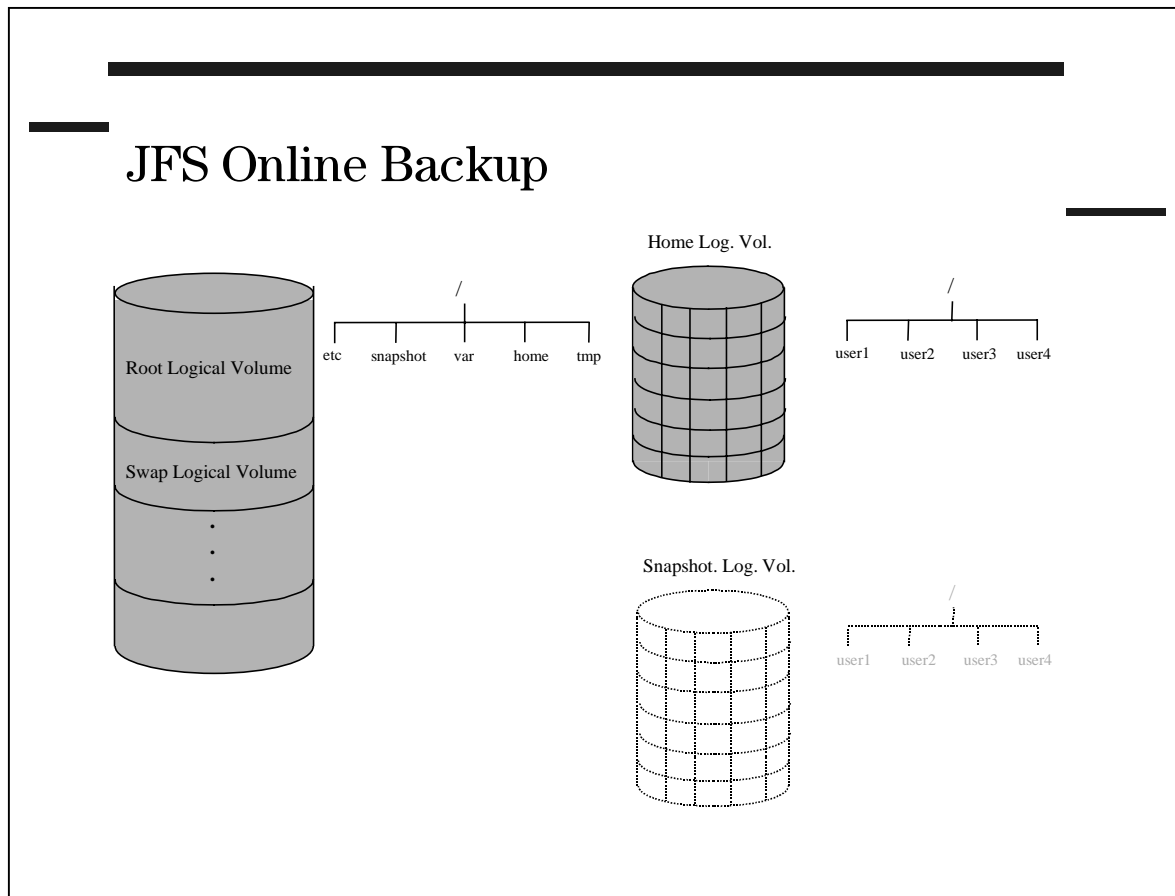 JFS Online Backup
Home Log. Vol.
/
/
etc snapshot var home tmp
user1 user2 user3 user4
Root Logical Volume
Swap Logical Volume
Snapshot. Log. Vol.
/
user1 user2 user3 user4